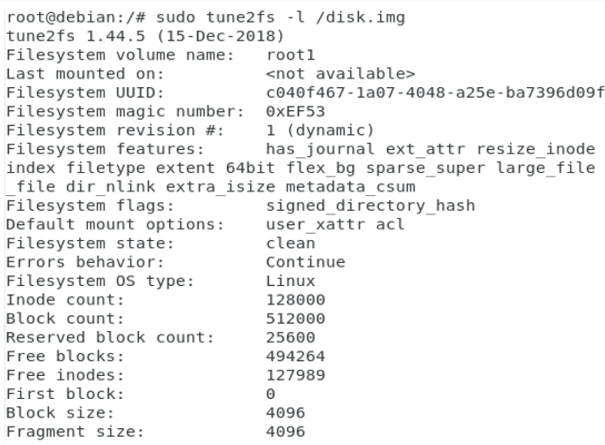 root@debian:/# sudo tune2fs -l /disk.img
tune2fs 1.44.5 (15-Dec-2018)
Filesystem volume name:   root1
Last mounted on:          <not available>
Filesystem UUID:          c040f467-1a07-4048-a25e-ba7396d09f
Filesystem magic number:  0xEF53
Filesystem revision #:    1 (dynamic)
Filesystem features:      has_journal ext_attr resize_inode
index filetype extent 64bit flex_bg sparse_super large_file
_file dir_nlink extra_isize metadata_csum
Filesystem flags:         signed_directory_hash
Default mount options:    user_xattr acl
Filesystem state:         clean
Errors behavior:          Continue
Filesystem OS type:       Linux
Inode count:              128000
Block count:              512000
Reserved block count:     25600
Free blocks:              494264
Free inodes:              127989
First block:              0
Block size:               4096
Fragment size:            4096